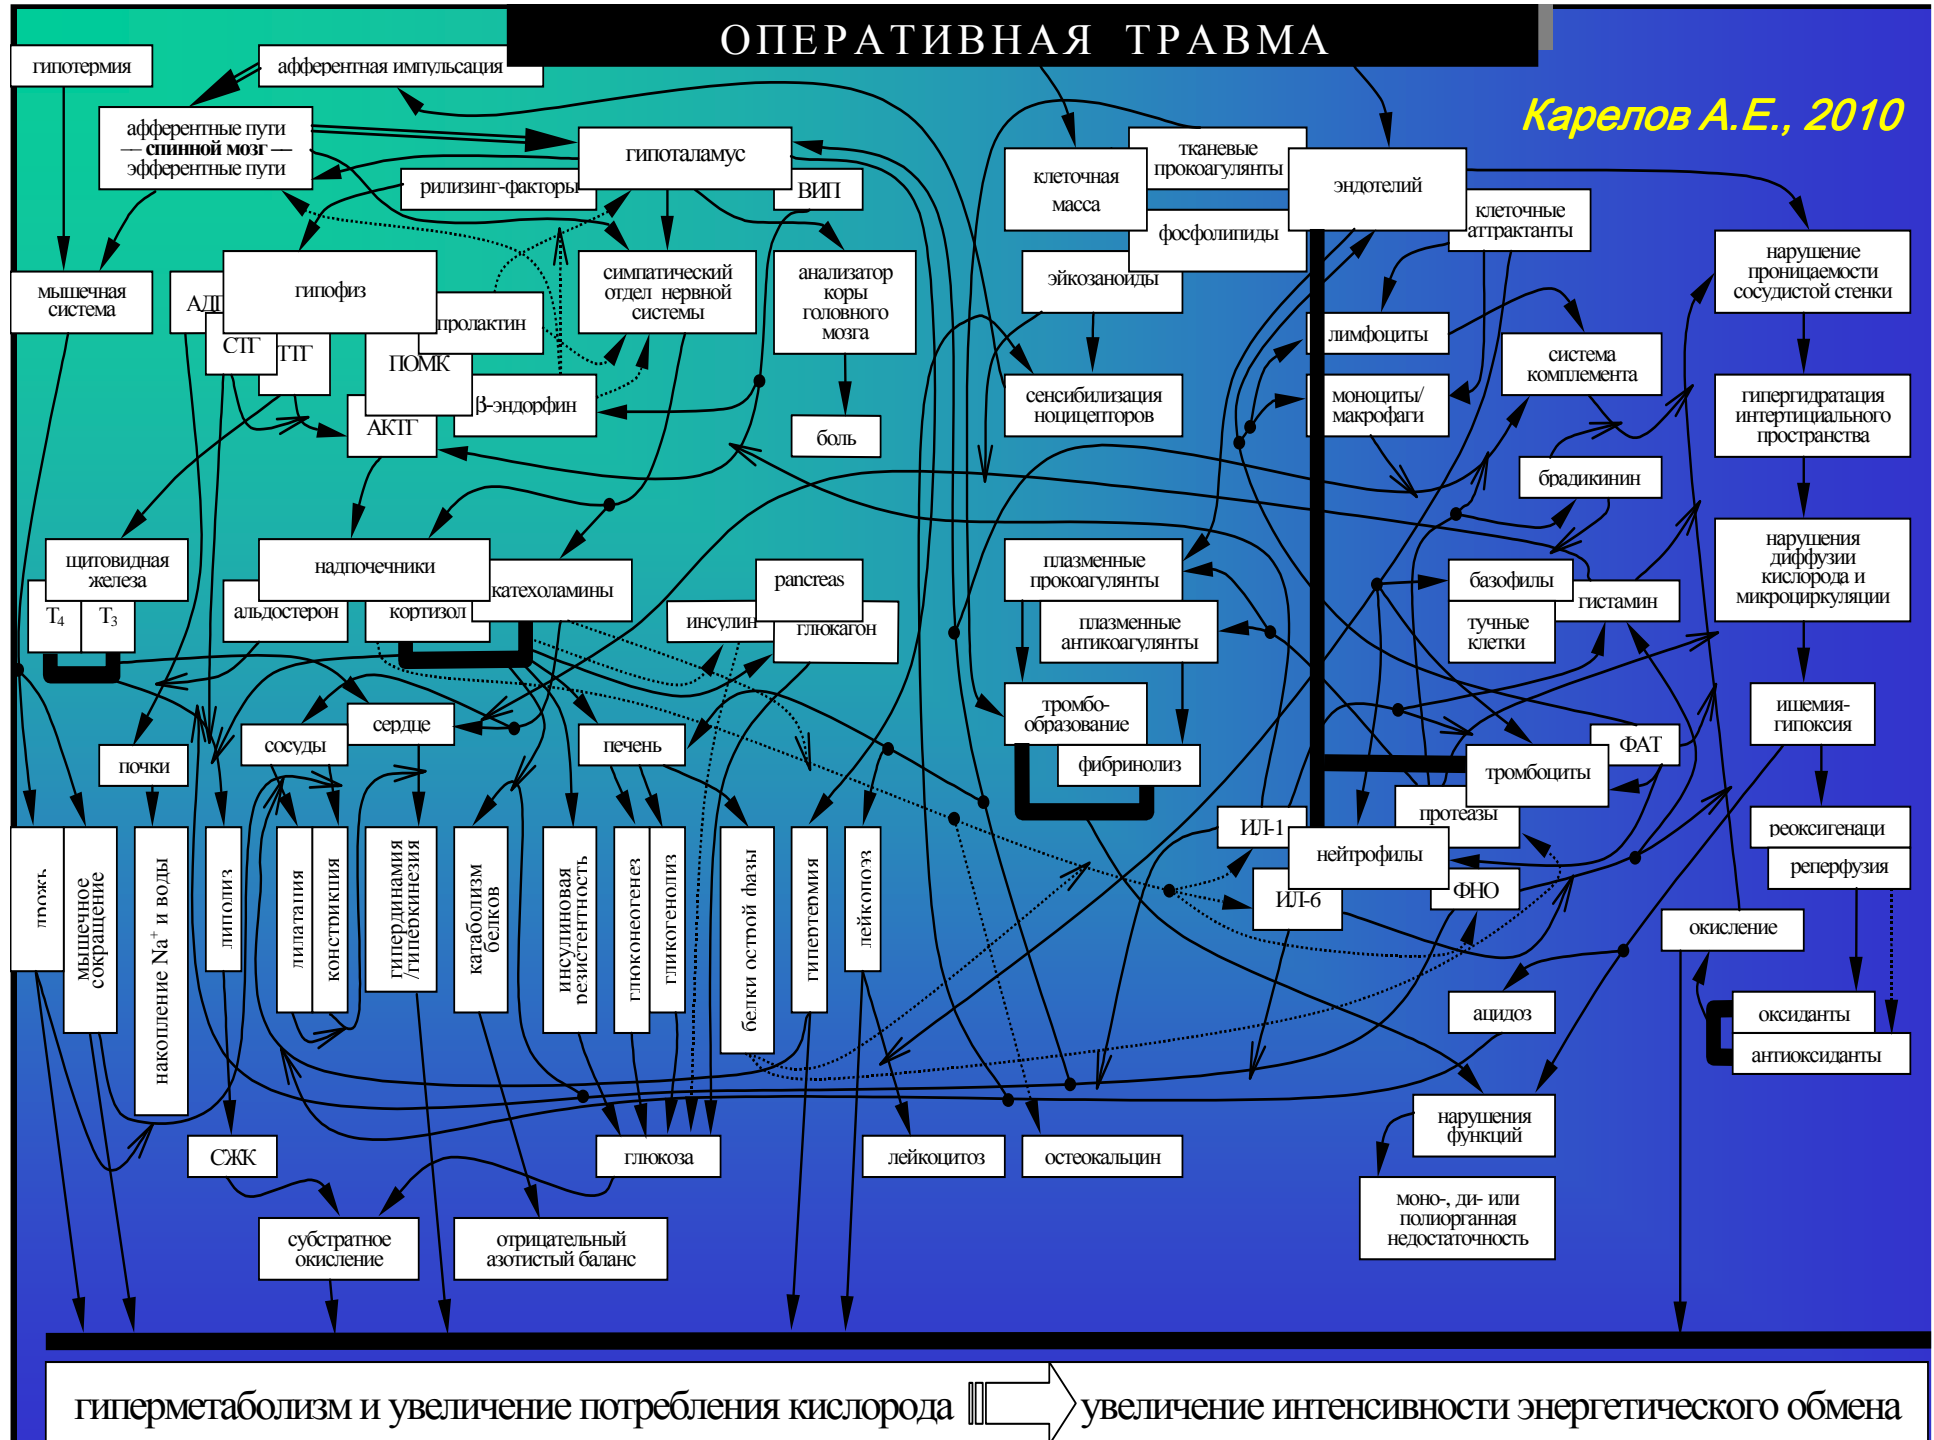 ОПЕРАТИВНАЯ ТРАВМА
Карелов А.Е., 2010
гипотермия
афферентная импульсация
афферентные пути
— спинной мозг —
эфферентные пути
гипоталамус
рилизинг-факторы
ВИП
клеточная
масса
тканевые
прокоагулянты
фосфолипиды
эндотелий
клеточные
аттрактанты
нарушение
проницаемости
сосудистой стенки
мышечная
система
гипофиз
СТГ
ТТГ
ПОМК
пролактин
β-эндорфин
АКТГ
симпатический
отдел нервной
системы
анализатор
коры
головного
мозга
боль
эйкозаноиды
сенсибилизация
ноцицепторов
лимфоциты
моноциты/
макрофаги
система
комплемента
брадикинин
гипергидратация
интертициального
пространства
щитовидная
железа
T4
T3
надпочечники
альдостерон
кортизол
катехоламины
pancreas
инсулин
глюкагон
плазменные
прокоагулянты
плазменные
антикоагулянты
базофилы
тучные
клетки
гистамин
нарушения
диффузии
кислорода и
микроциркуляции
почки
сосуды
сердце
печень
тромбо-
образование
фибринолиз
ФАТ
тромбоциты
протеазы
ишемия-
гипоксия
ИЛ-1
нейтрофилы
ИЛ-6
ФНО
реоксигенаци
реперфузия
дрожь
мышечное
сокращение
накопление Na+ и воды
липолиз
дилатация
констрикция
гипердинамия
/гиперкинезия
катаболизм
белков
инсулиновая
резистентность
глюконеогенез
гликогенолиз
белки острой фазы
гипертермия
лейкопоэз
окисление
ацидоз
оксиданты
антиоксиданты
СЖК
глюкоза
лейкоцитоз
остеокальцин
нарушения
функций
субстратное
окисление
отрицательный
азотистый баланс
моно-, ди- или
полиорганная
недостаточность
гиперметаболизм и увеличение потребления кислорода
увеличение интенсивности энергетического обмена